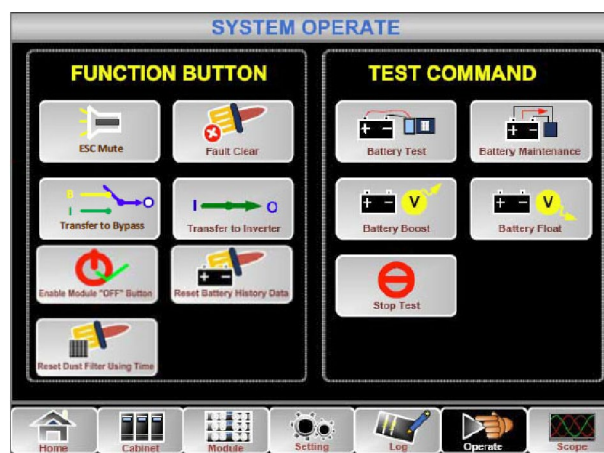 SYSTEM OPERATE
FUNCTION BUTTON
ESC Mute
Fault Clear
B
I
Transfer to Bypass
I O
Transfer to Inverter
Enable Module "OFF" Button
Reset Battery History Data
Reset Dust Filter Using Time
TEST COMMAND
Battery Test
Battery Maintenance
V
Battery Boost
V
Battery Float
Stop Test
Home
Cabinet
Module
Setting
Log
Operate
Scope